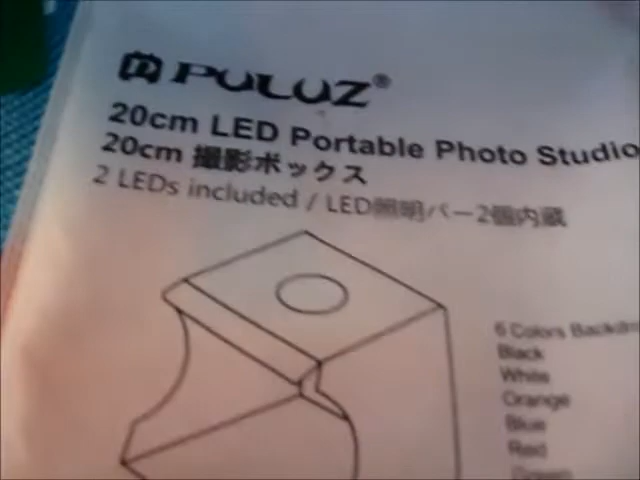 PULUZ®
20cm LED Portable Photo Studio
20cm 撮影ボックス
2 LEDs included / LED照明バー2個内蔵
6 Colors
Black
White
Orange
Blue
Red
Green